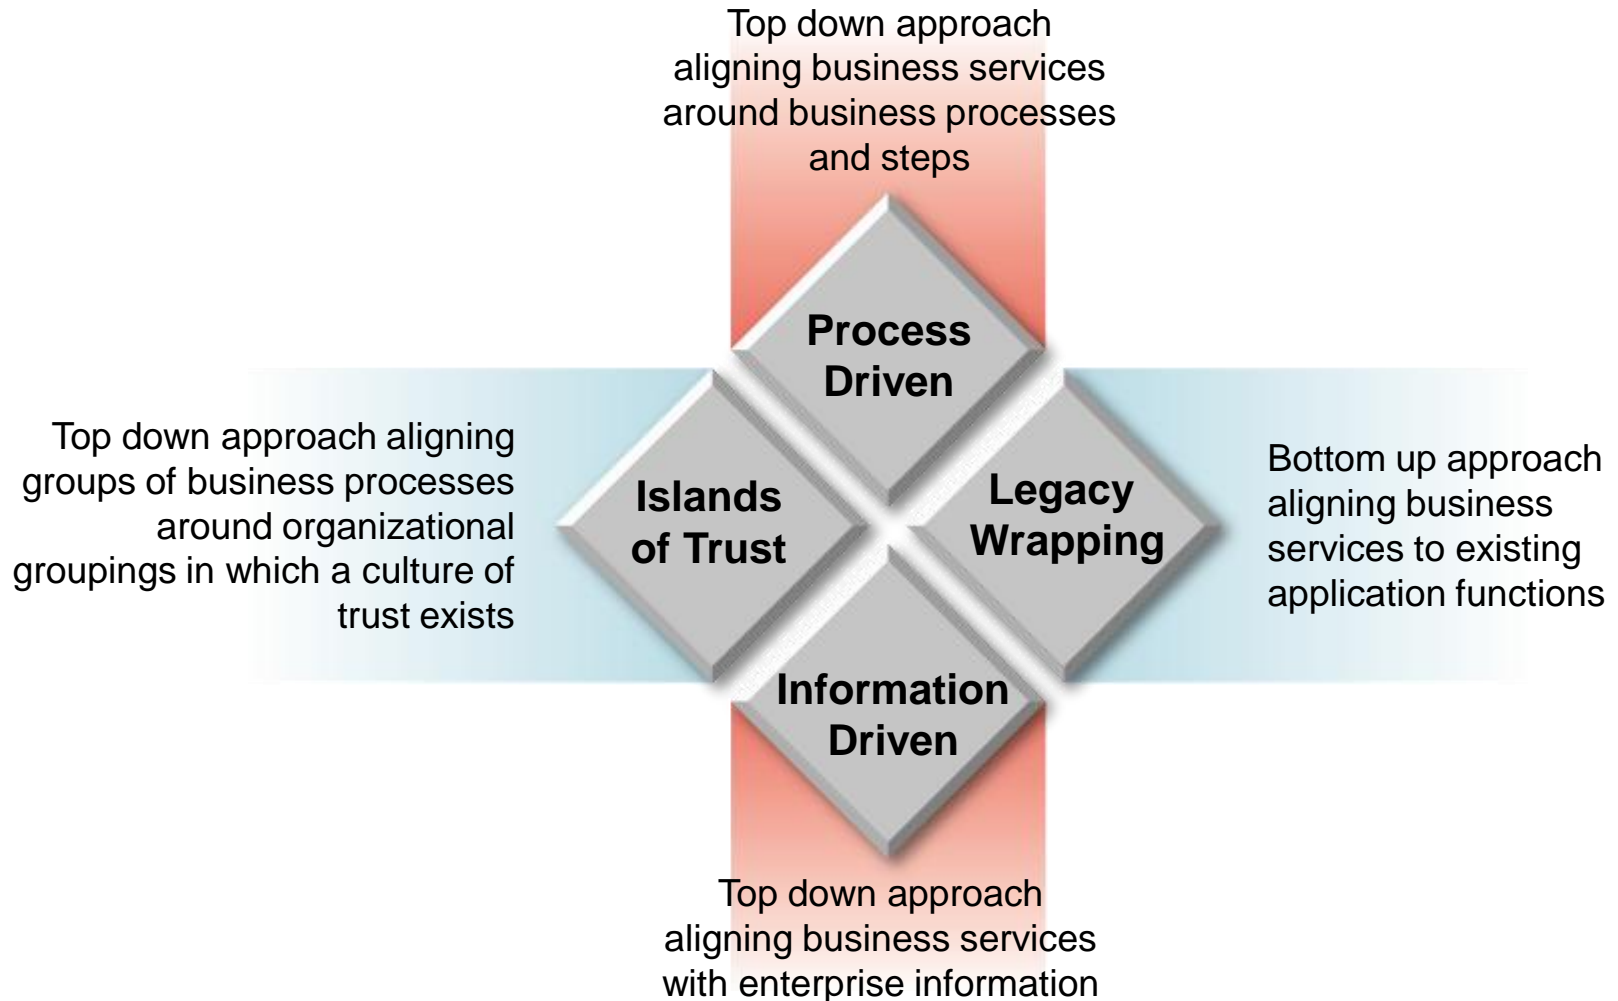 Top down approach
aligning business services
around business processes
and steps
Process
Driven
Top down approach aligning
groups of business processes
around organizational
groupings in which a culture of
trust exists
Islands
of Trust
Legacy
Wrapping
Bottom up approach
aligning business
services to existing
application functions
Information
Driven
Top down approach
aligning business services
with enterprise information